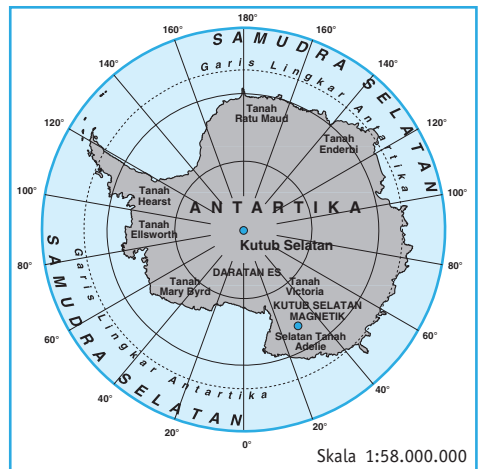 180°
160°
160°
140°
140°
120°
120°
100°
100°
80°
80°
60°
60°
40°
40°
20°
20°
0°
SAMUDRA SELATAN
Garis Lingkar Antartika
Tanah
Ratu Maud
Tanah
Enderbi
Tanah
Hearst
ANTARTIKA
Tanah
Ellsworth
Kutub Selatan
DARATAN ES
Tanah
Mary Byrd
Tanah
Victoria
KUTUB SELATAN
MAGNETIK
Selatan Tanah
Adelie
Garis Lingkar Antartika
SAMUDRA SELATAN
Skala 1:58.000.000